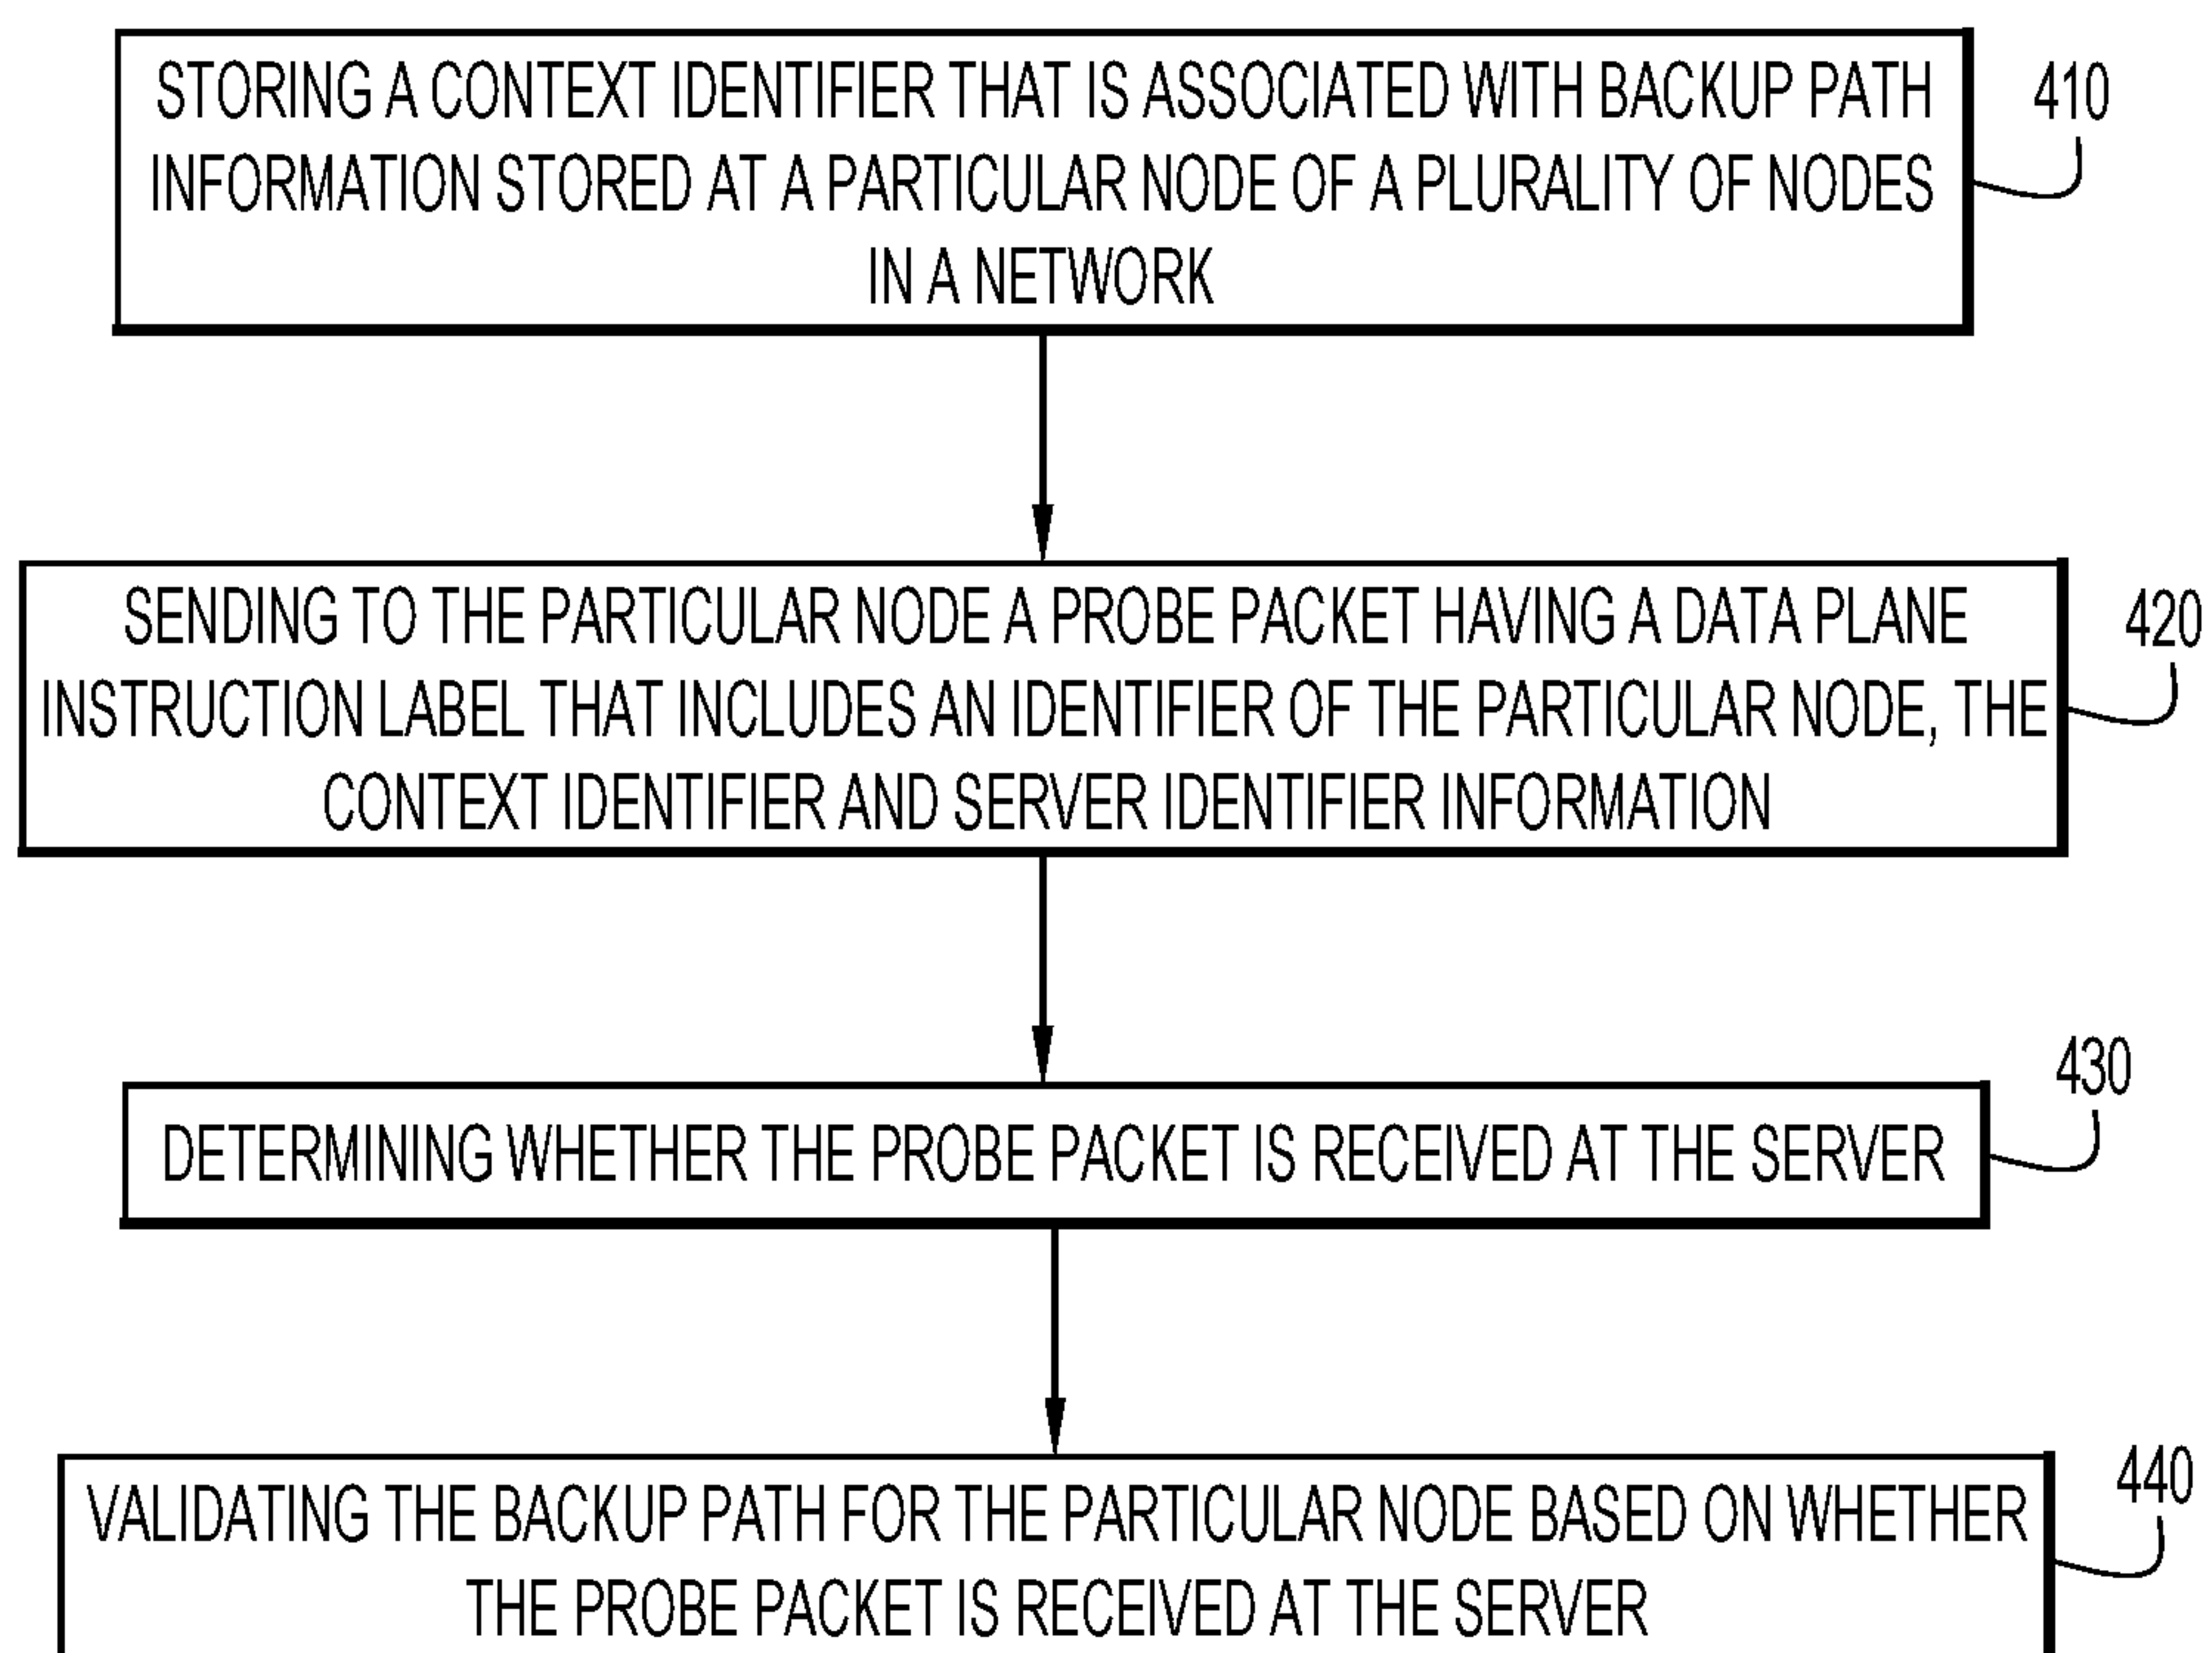 STORING A CONTEXT IDENTIFIER THAT IS ASSOCIATED WITH BACKUP PATH
INFORMATION STORED AT A PARTICULAR NODE OF A PLURALITY OF NODES
IN A NETWORK
410
SENDING TO THE PARTICULAR NODE A PROBE PACKET HAVING A DATA PLANE
INSTRUCTION LABEL THAT INCLUDES AN IDENTIFIER OF THE PARTICULAR NODE, THE
CONTEXT IDENTIFIER AND SERVER IDENTIFIER INFORMATION
420
DETERMINING WHETHER THE PROBE PACKET IS RECEIVED AT THE SERVER
430
VALIDATING THE BACKUP PATH FOR THE PARTICULAR NODE BASED ON WHETHER
THE PROBE PACKET IS RECEIVED AT THE SERVER
440